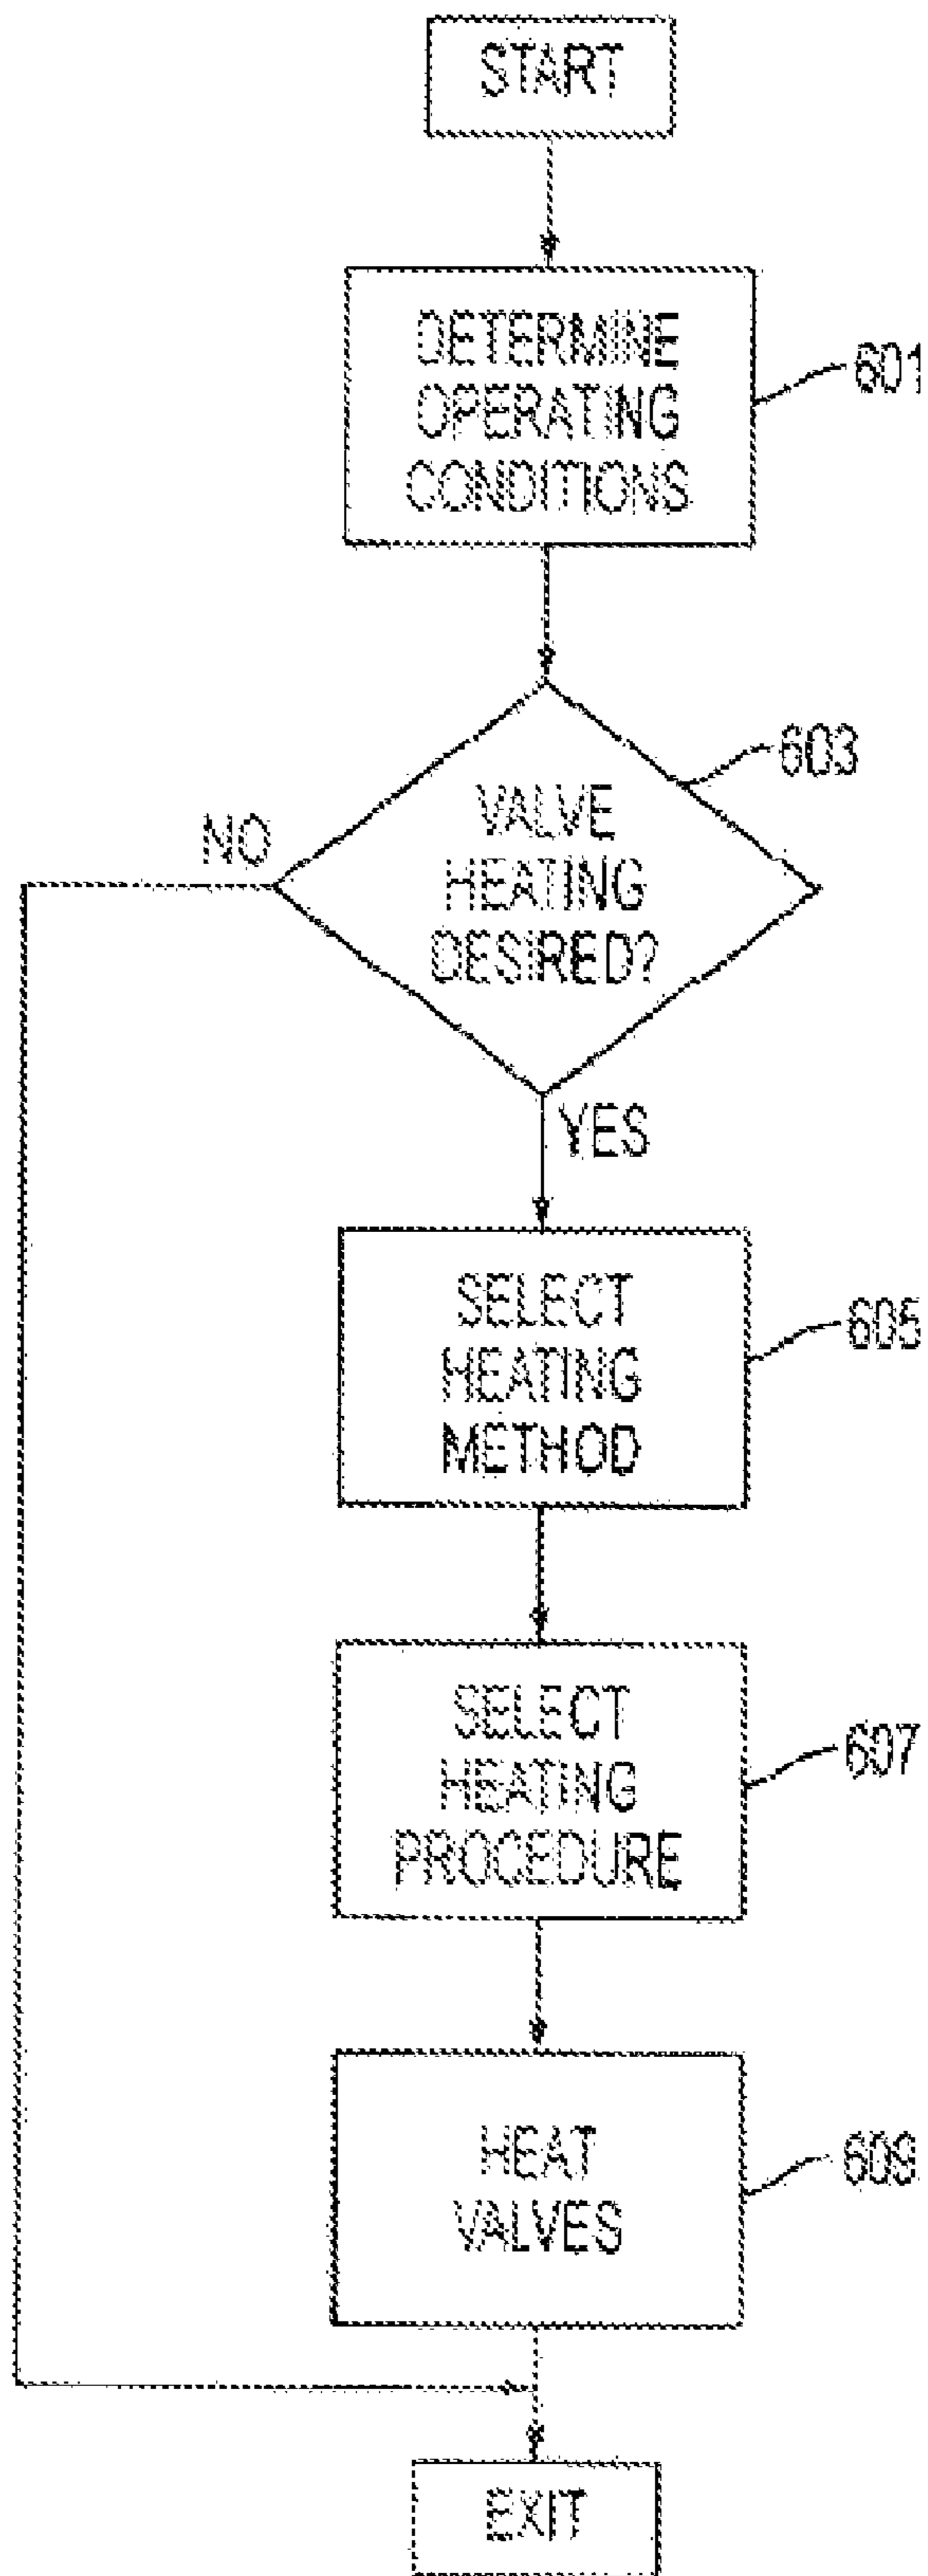 START
DETERMINE
OPERATING
CONDITIONS
601
603
VALVE
HEATING
DESIRED?
NO
YES
SELECT
HEATING
METHOD
605
SELECT
HEATING
PROCEDURE
607
HEAT
VALVES
609
EXIT